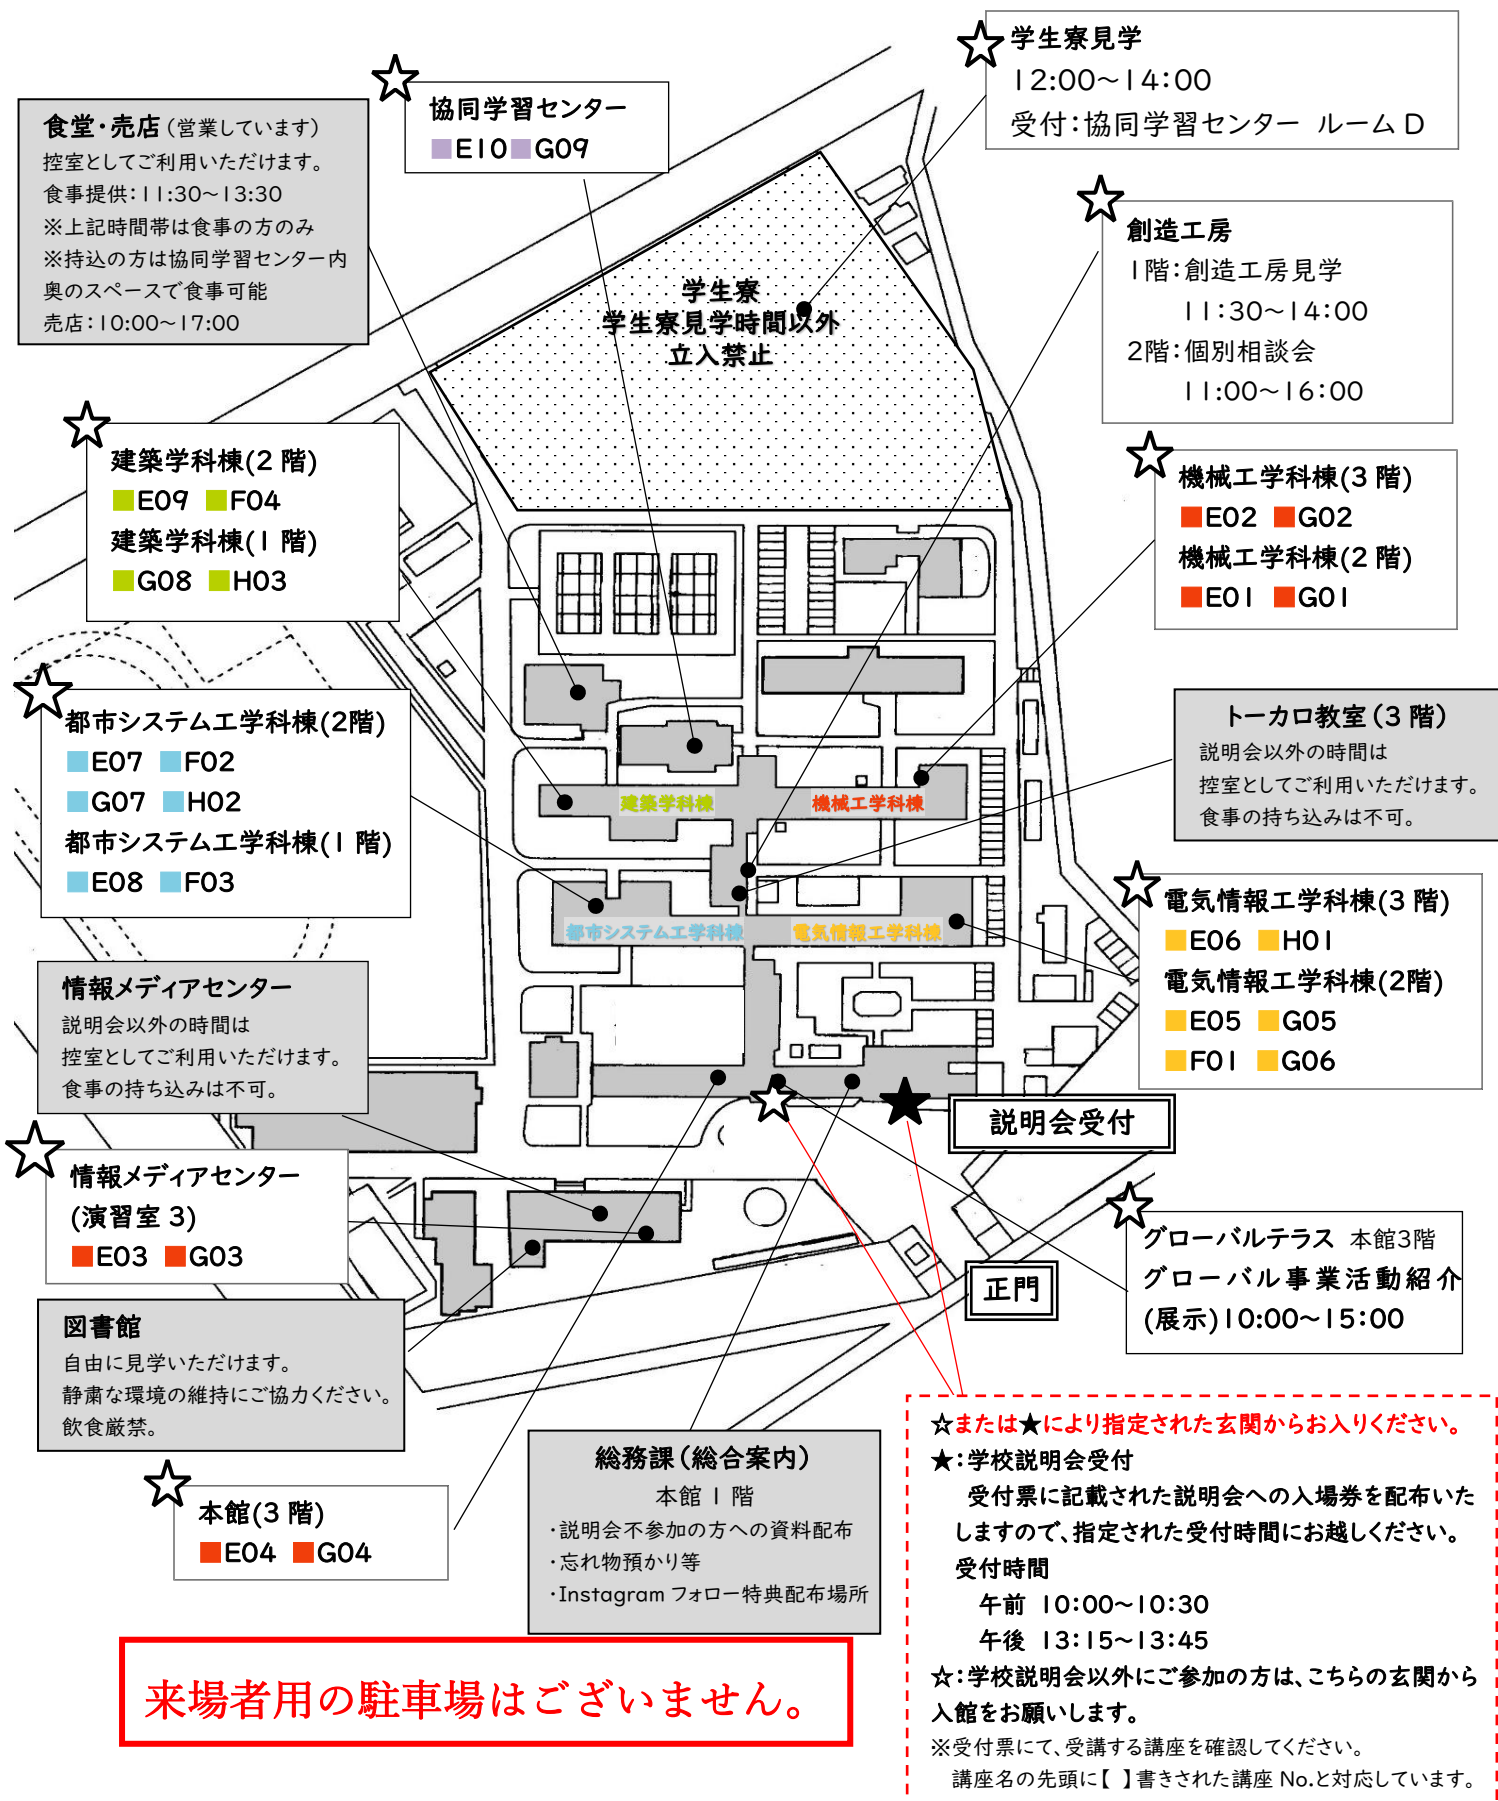 学生寮見学
12:00～14:00
受付：協同学習センター ルームD
協同学習センター
■E10■G09
食堂・売店（営業しています）
控室としてご利用いただけます。
食事提供：11:30～13:30
※上記時間帯は食事の方のみ
※持込の方は協同学習センター内
奥のスペースで食事可能
売店：10:00～17:00
創造工房
1階：創造工房見学
11：30～14：00
2階：個別相談会
11：00～16：00
学生寮
学生寮見学時間以外
立入禁止
建築学科棟(2階)
■E09 ■F04
建築学科棟(1階)
■G08 ■H03
機械工学科棟(3階)
■E02 ■G02
機械工学科棟(2階)
■E01 ■G01
都市システム工学科棟(2階)
■E07 ■F02
■G07 ■H02
都市システム工学科棟(1階)
■E08 ■F03
トーカロ教室（3階）
説明会以外の時間は
控室としてご利用いただけます。
食事の持ち込みは不可。
建築学科棟
機械工学科棟
都市システム工学科棟
電気情報工学科棟
電気情報工学科棟(3階)
■E06 ■H01
電気情報工学科棟(2階)
■E05 ■G05
■F01 ■G06
情報メディアセンター
説明会以外の時間は
控室としてご利用いただけます。
食事の持ち込みは不可。
説明会受付
情報メディアセンター
(演習室3)
■E03 ■G03
グローバルテラス 本館3階
グローバル事業活動紹介
(展示)10:00～15:00
正門
図書館
自由に見学いただけます。
静粛な環境の維持にご協力ください。
飲食厳禁。
本館(3階)
■E04 ■G04
総務課（総合案内）
本館1階
・説明会不参加の方への資料配布
・忘れ物預かり等
・Instagramフォロー特典配布場所
☆または★により指定された玄関からお入りください。
★：学校説明会受付
受付票に記載された説明会への入場券を配布いた
しますので、指定された受付時間にお越しください。
受付時間
午前 10：00～10：30
午後 13：15～13：45
☆：学校説明会以外にご参加の方は、こちらの玄関から
入館をお願いします。
※受付票にて、受講する講座を確認してください。
講座名の先頭に【 】書きされた講座No.と対応しています。
来場者用の駐車場はございません。